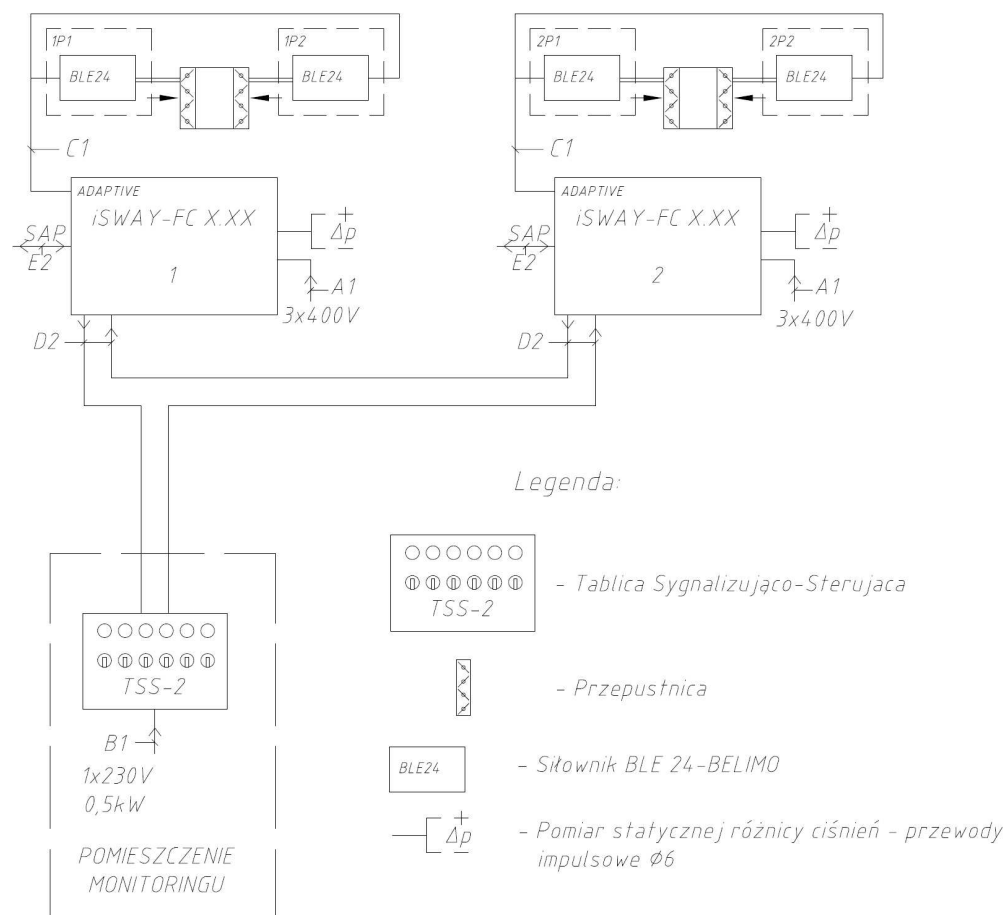 1P1
BLE24
1P2
BLE24
C1
ADAPTIVE
iSWAY-FC X.XX
1
SAP
E2
+
Δp
A1
3x400V
D2
2P1
BLE24
2P2
BLE24
C1
ADAPTIVE
iSWAY-FC X.XX
2
SAP
E2
+
Δp
A1
3x400V
D2
TSS-2
B1
1x230V
0,5kW
POMIESZCZENIE
MONITORINGU
Legenda:
TSS-2
- Tablica Sygnalizująco-Sterujaca
- Przepustnica
BLE24
- Siłownik BLE 24-BELIMO
+
Δp
- Pomiar statycznej różnicy ciśnień - przewody
impulsowe Ø6